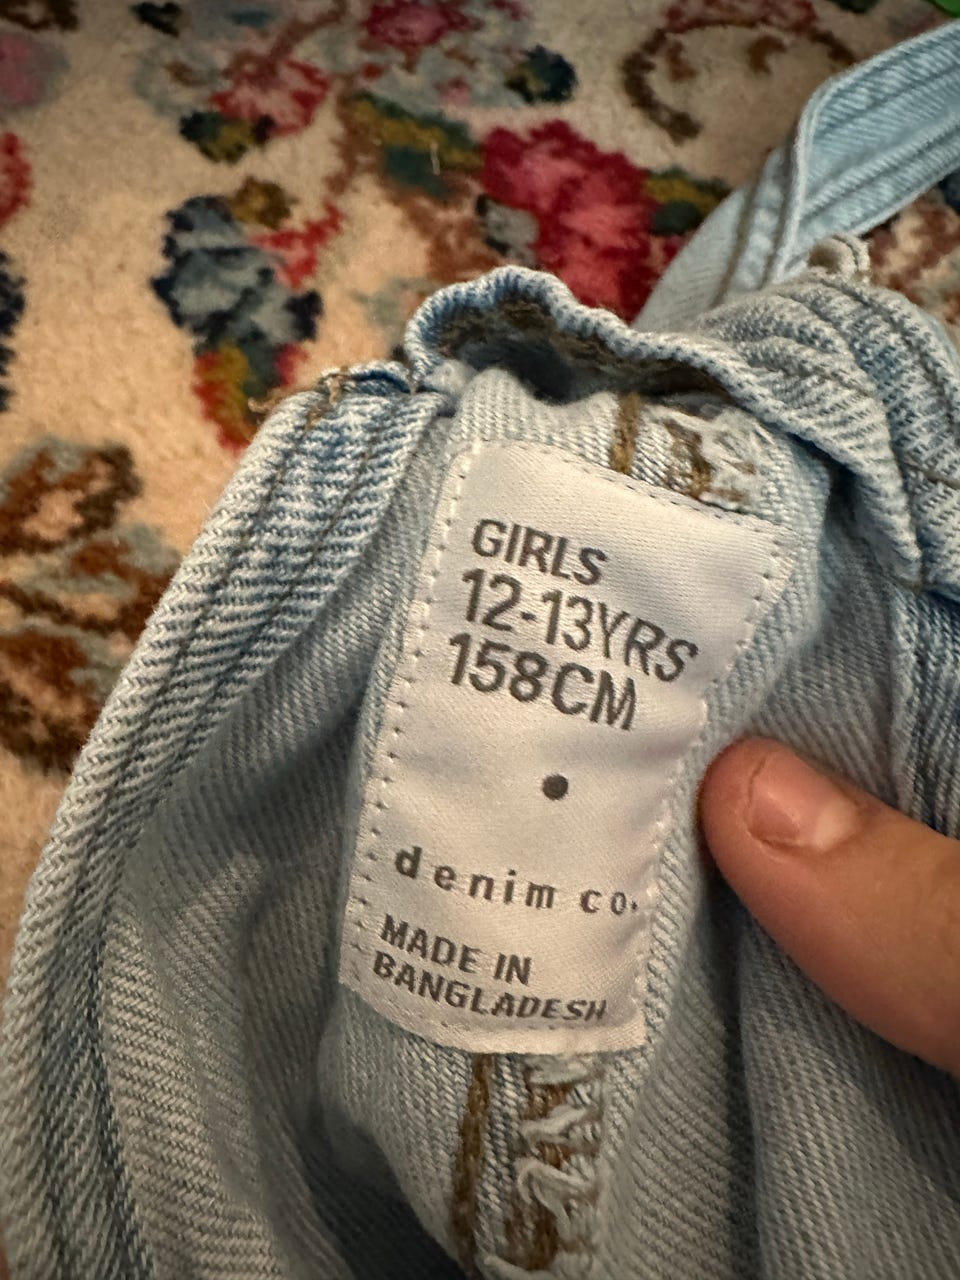 GIRLS
12-13YRS
158CM
denim co.
MADE IN
BANGLADESH